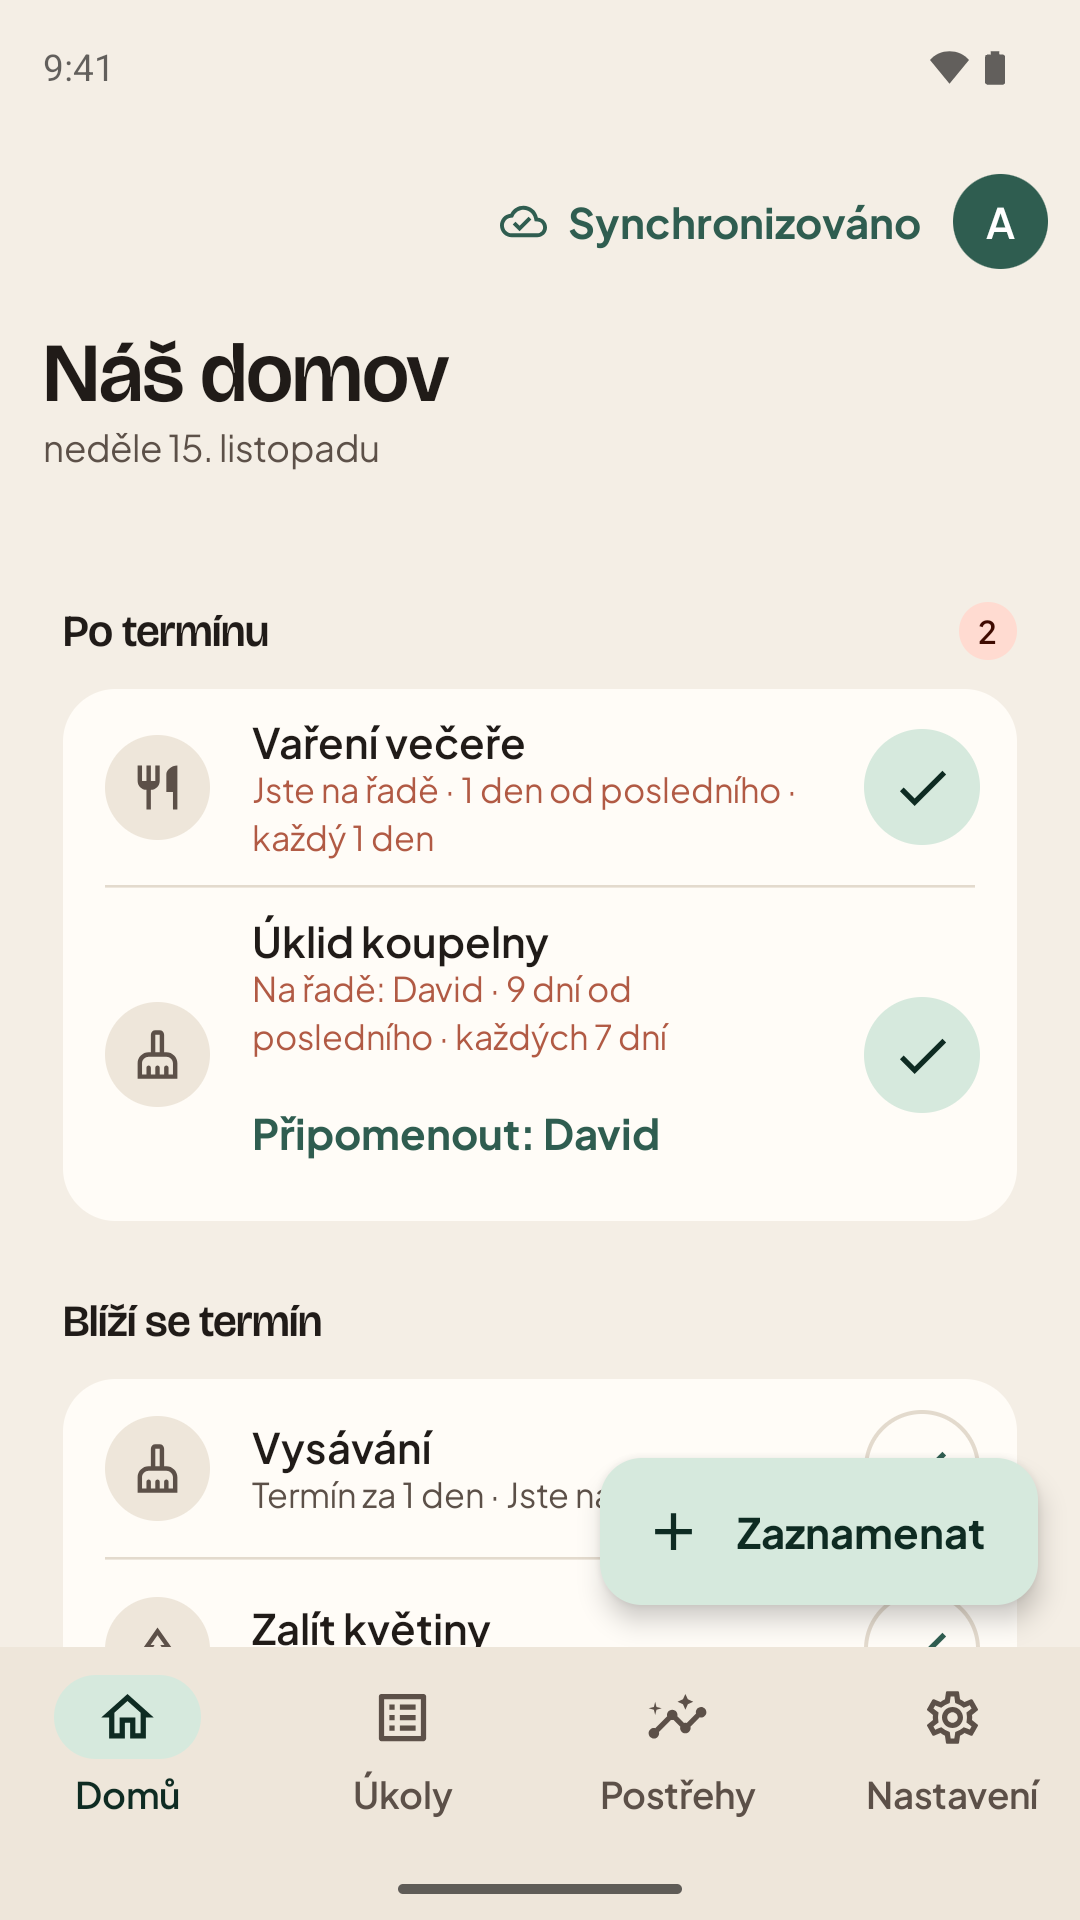 9:41
Synchronizováno
A
Náš domov
neděle 15. listopadu
Po termínu
2
Vaření večeře
Jste na řadě · 1 den od posledního ·
každý 1 den
Úklid koupelny
Na řadě: David · 9 dní od
posledního · každých 7 dní
Připomenout: David
Blíží se termín
Vysávání
Termín za 1 den · Jste
Zaznamenat
Zalít květiny
Domů
Úkoly
Postřehy
Nastavení